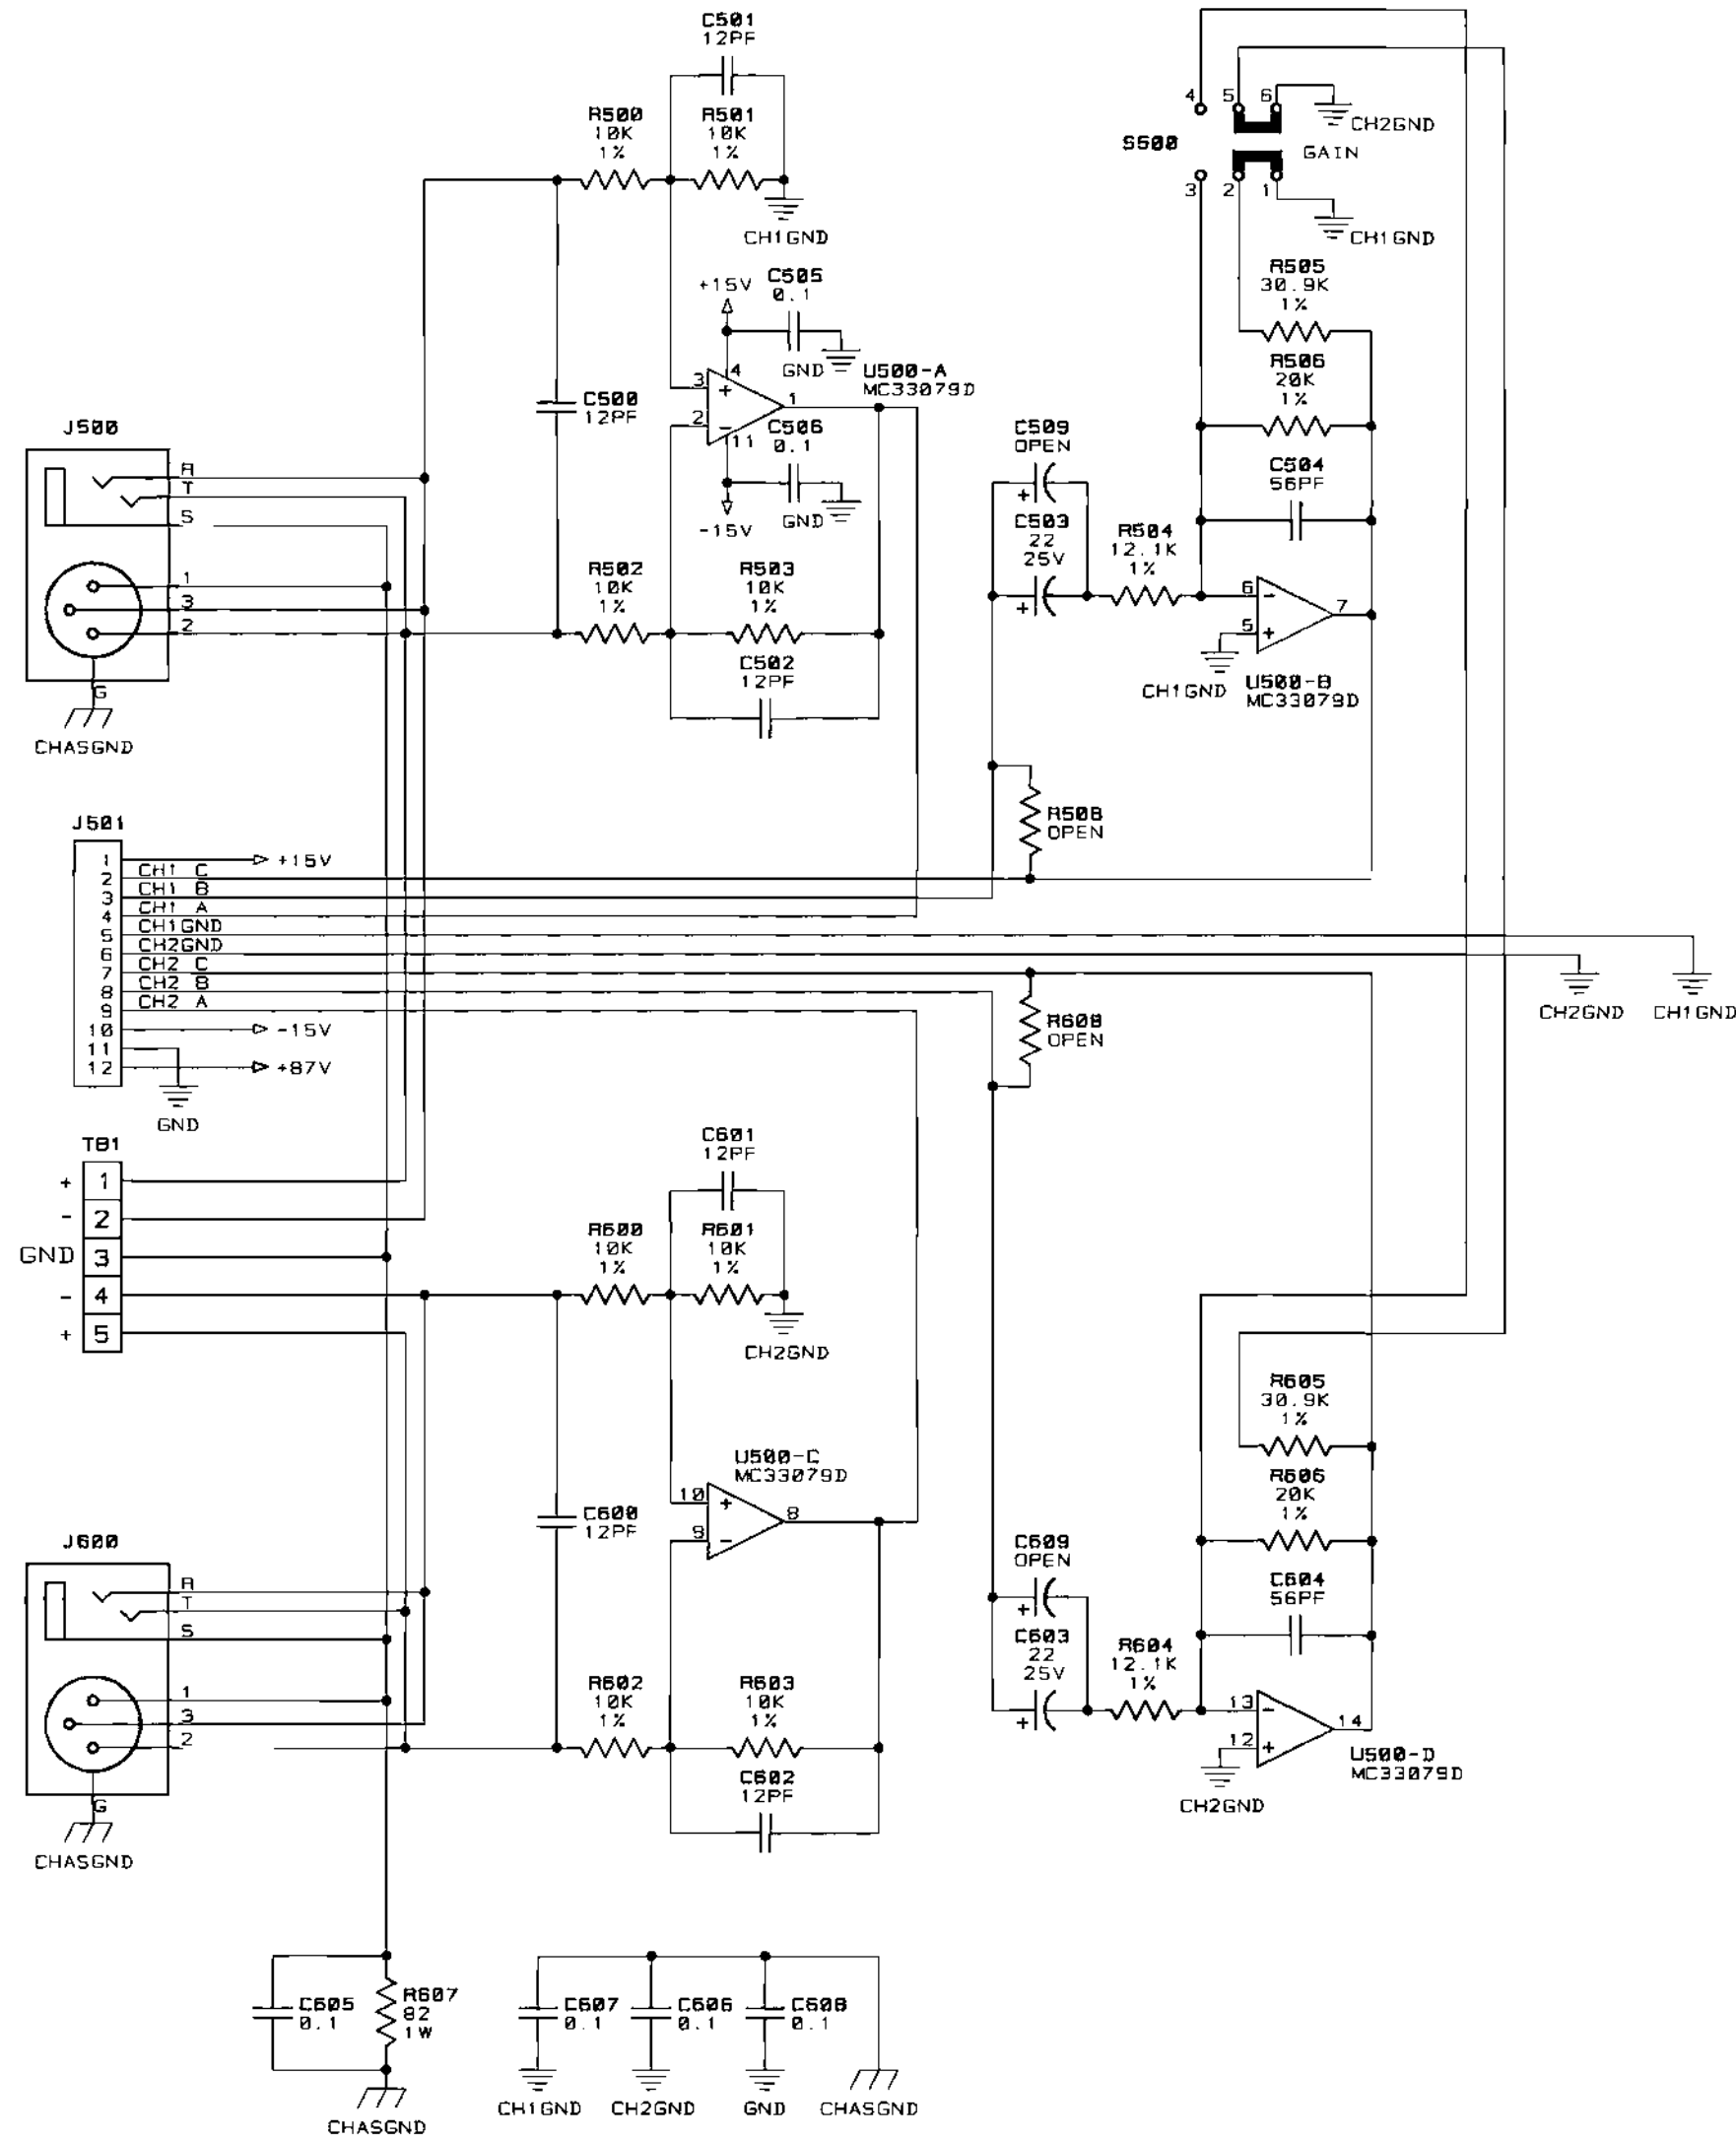 C501
12PF
R500
10K
1%
R501
10K
1%
CH1GND
4 5 6
CH2GND
S500
GAIN
3 2 1
CH1GND
+15V
C505
0.1
GND
4
3
+
2
-
1
11
U500-A
MC33079D
C506
0.1
GND
-15V
C500
12PF
R502
10K
1%
R503
10K
1%
C502
12PF
R505
30.9K
1%
R506
20K
1%
C504
56PF
C509
OPEN
+
C503
22
25V
+
R504
12.1K
1%
6
-
5
+
7
CH1GND
U500-B
MC33079D
J500
R
T
S
1
3
2
G
CHASGND
R508
OPEN
J501
1 +15V
2 CH1 C
3 CH1 B
4 CH1 A
5 CH1GND
6 CH2GND
7 CH2 C
8 CH2 B
9 CH2 A
10 -15V
11
12 +87V
GND
CH2GND
CH1GND
R608
OPEN
TB1
+ 1
- 2
GND 3
- 4
+ 5
C601
12PF
R600
10K
1%
R601
10K
1%
CH2GND
U500-C
MC33079D
10
+
9
-
8
C600
12PF
R602
10K
1%
R603
10K
1%
C602
12PF
R605
30.9K
1%
R606
20K
1%
C604
56PF
C609
OPEN
+
C603
22
25V
+
R604
12.1K
1%
13
-
12
+
14
CH2GND
U500-D
MC33079D
J600
R
T
S
1
3
2
G
CHASGND
C605
0.1
R607
82
1W
CHASGND
C607
0.1
C606
0.1
C608
0.1
CH1GND
CH2GND
GND
CHASGND